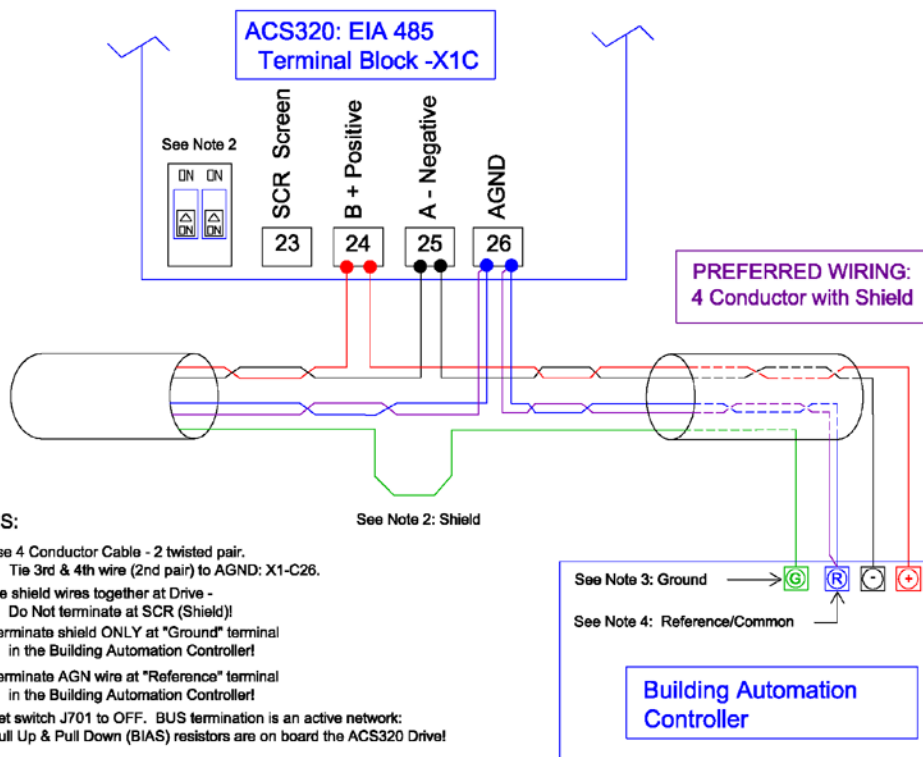 ACS320: EIA 485
Terminal Block -X1C
See Note 2
ON ON
ON ON
SCR Screen
B + Positive
A - Negative
AGND
23
24
25
26
PREFERRED WIRING:
4 Conductor with Shield
See Note 2: Shield
S:
se 4 Conductor Cable - 2 twisted pair.
Tie 3rd & 4th wire (2nd pair) to AGND: X1-C26.
e shield wires together at Drive -
Do Not terminate at SCR (Shield)!
erminate shield ONLY at "Ground" terminal
in the Building Automation Controller!
erminate AGN wire at "Reference" terminal
in the Building Automation Controller!
et switch J701 to OFF. BUS termination is an active network:
ull Up & Pull Down (BIAS) resistors are on board the ACS320 Drive!
See Note 3: Ground
G R - +
See Note 4: Reference/Common
Building Automation
Controller